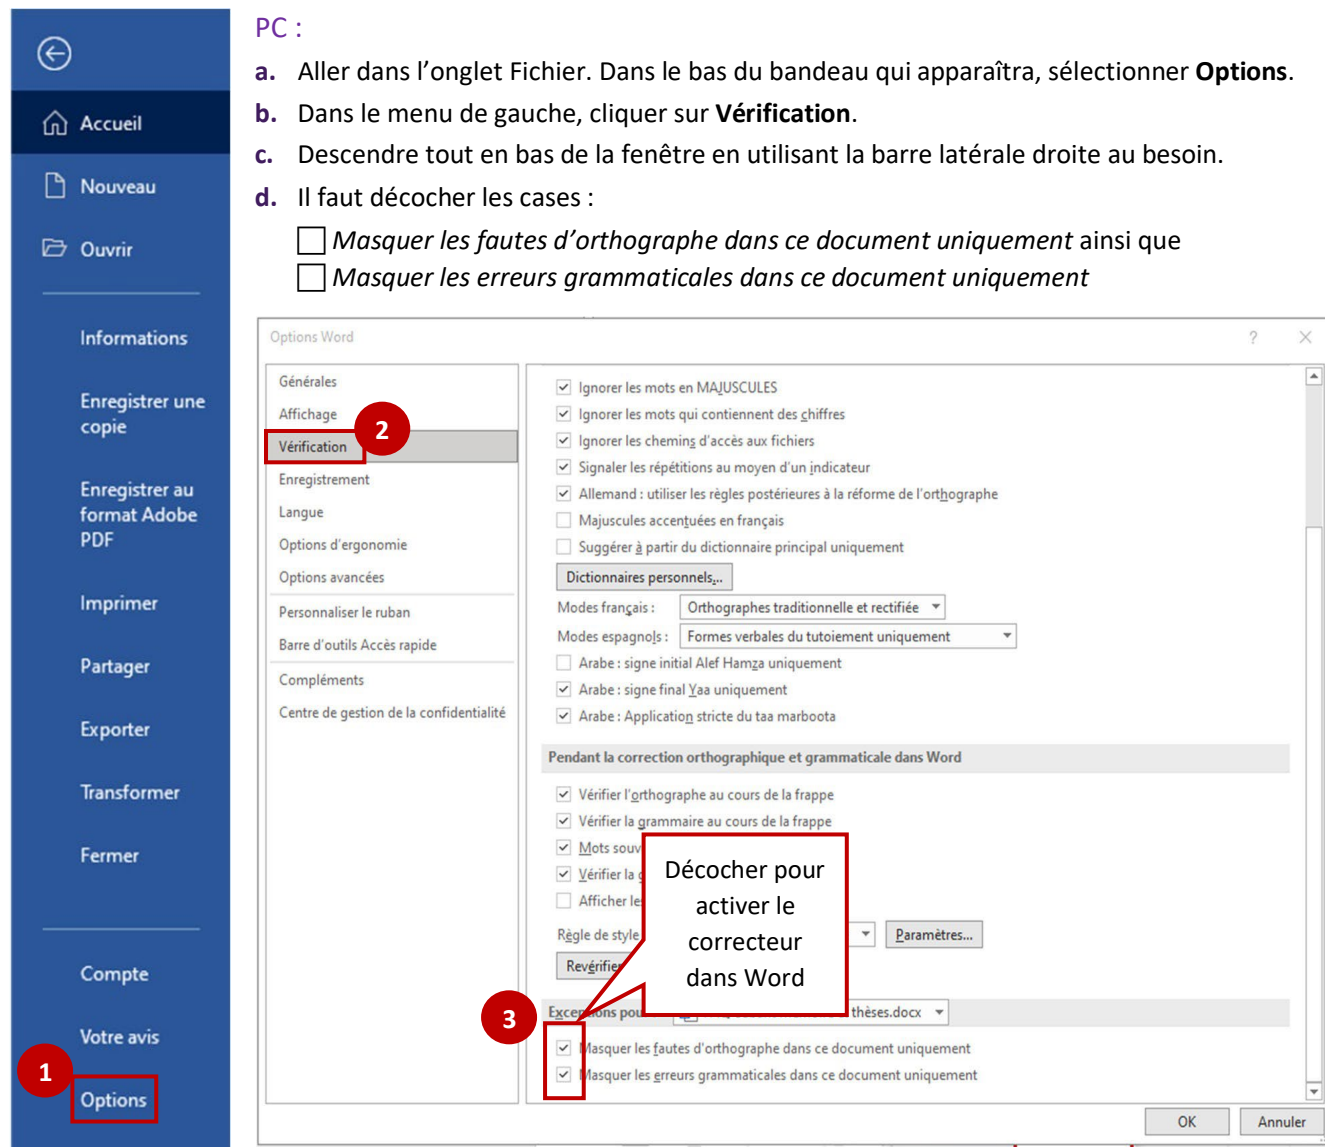 PC :
a. Aller dans l’onglet Fichier. Dans le bas du bandeau qui apparaîtra, sélectionner Options.
b. Dans le menu de gauche, cliquer sur Vérification.
c. Descendre tout en bas de la fenêtre en utilisant la barre latérale droite au besoin.
d. Il faut décocher les cases :
Masquer les fautes d’orthographe dans ce document uniquement ainsi que
Masquer les erreurs grammaticales dans ce document uniquement
Accueil
Nouveau
Ouvrir
Informations
Enregistrer une
copie
Enregistrer au
format Adobe
PDF
Imprimer
Partager
Exporter
Transformer
Fermer
Compte
Votre avis
1
Options
Options Word
?
Générales
Affichage
2
Vérification
Enregistrement
Langue
Options d'ergonomie
Options avancées
Personnaliser le ruban
Barre d'outils Accès rapide
Compléments
Centre de gestion de la confidentialité
Ignorer les mots en MAJUSCULES
Ignorer les mots qui contiennent des chiffres
Ignorer les chemins d'accès aux fichiers
Signaler les répétitions au moyen d'un indicateur
Allemand : utiliser les règles postérieures à la réforme de l'orthographe
Majuscules accentuées en français
Suggérer à partir du dictionnaire principal uniquement
Dictionnaires personnels...
Modes français : Orthographes traditionnelle et rectifiée
Modes espagnols : Formes verbales du tutoiement uniquement
Arabe : signe initial Alef Hamza uniquement
Arabe : signe final Yaa uniquement
Arabe : Application stricte du taa marboota
Pendant la correction orthographique et grammaticale dans Word
Vérifier l'orthographe au cours de la frappe
Vérifier la grammaire au cours de la frappe
Mots souv
Vérifier la
Afficher le
Règle de style
Paramètres...
Revérifier
Décocher pour
activer le
correcteur
dans Word
3
Exceptions pou
thèses.docx
Masquer les fautes d'orthographe dans ce document uniquement
Masquer les erreurs grammaticales dans ce document uniquement
OK
Annuler